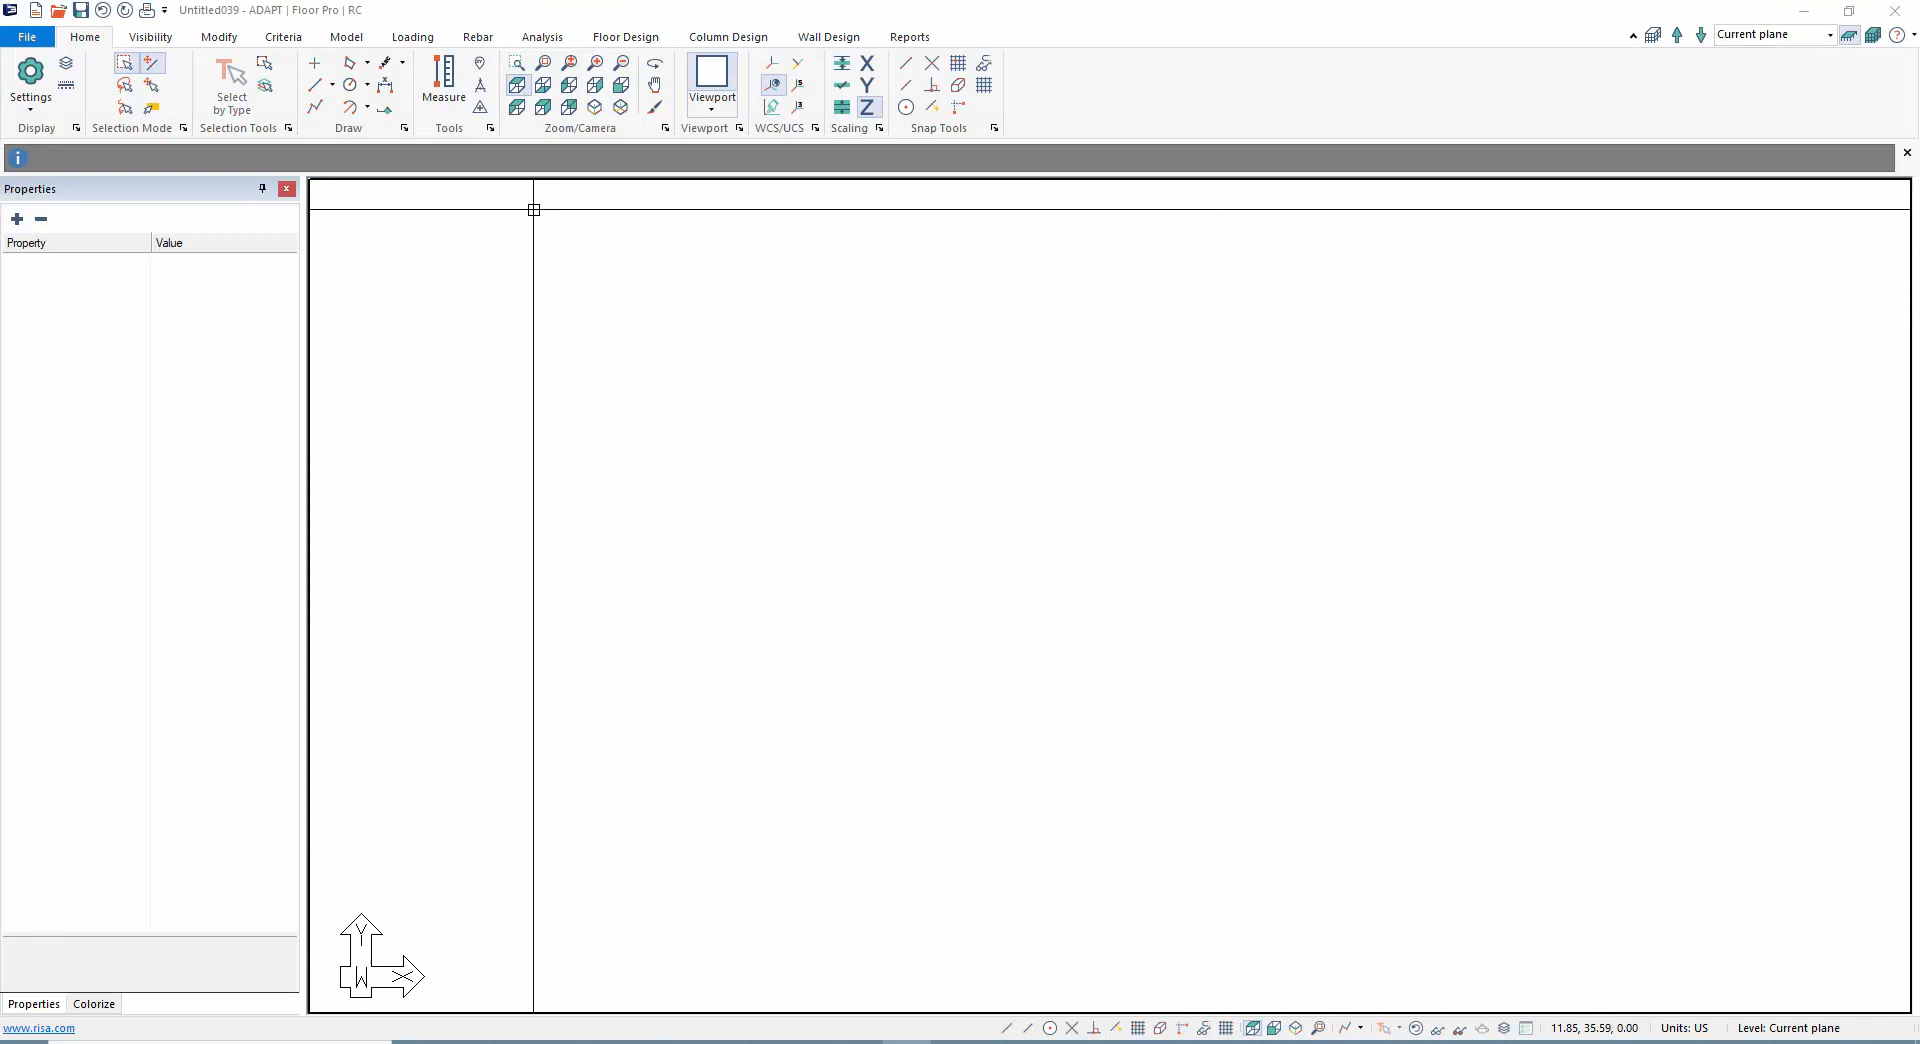 Untitled039 - ADAPT | Floor Pro | RC
File Home Visibility Modify Criteria Model Loading Rebar Analysis Floor Design Column Design Wall Design Reports Current plane
Settings
Select
by Type
Measure
Viewport
X
Y
Z
Display Selection Mode Selection Tools Draw Tools Zoom/Camera Viewport WCS/UCS Scaling Snap Tools
Properties
Property Value
Y
W X
Properties Colorize
www.risa.com 11.85, 35.59, 0.00 Units: US Level: Current plane